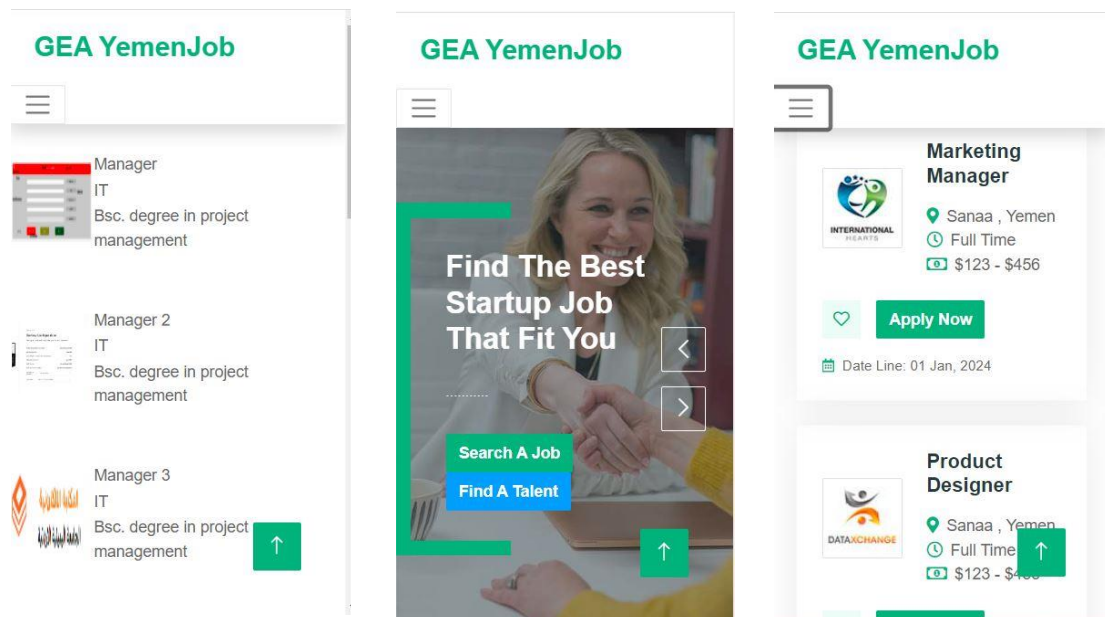 GEA YemenJob
Manager
IT
Bsc. degree in project
management
Manager 2
IT
Bsc. degree in project
management
Manager 3
IT
Bsc. degree in project
management
GEA YemenJob
Find The Best
Startup Job
That Fit You
Search A Job
Find A Talent
GEA YemenJob
Marketing
Manager
INTERNATIONAL
HEARTS
Sanaa , Yemen
Full Time
$123 - $456
Apply Now
Date Line: 01 Jan, 2024
Product
Designer
DATAXCHANGE
Sanaa , Yemen
Full Time
$123 -